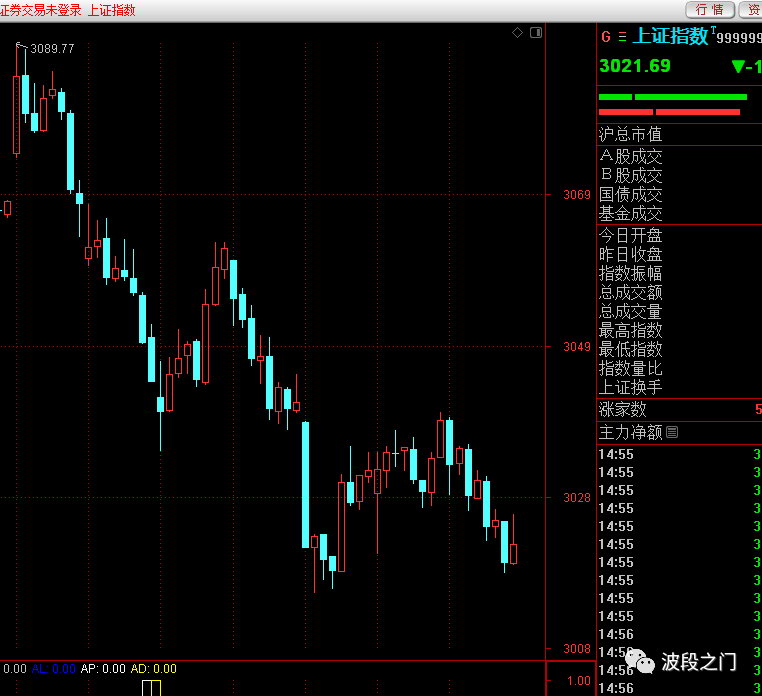 证券交易未登录 上证指数
行 情
资
3089.77
G 上证指数 T 999999
3021.69 ▼-1
沪总市值
A股成交
B股成交
国债成交
基金成交
今日开盘
昨日收盘
指数振幅
总成交额
总成交量
最高指数
最低指数
指数量比
上证换手
涨家数 5
主力净额
3069
3049
3028
3008
14:55 3
14:55 3
14:55 3
14:55 3
14:55 3
14:55 3
14:55 3
14:55 3
14:55 3
14:55 3
14:56 3
14:56 3
14:56 3
14:56 3
波段之门
0.00 AL: 0.00 AP: 0.00 AD: 0.00
1.00